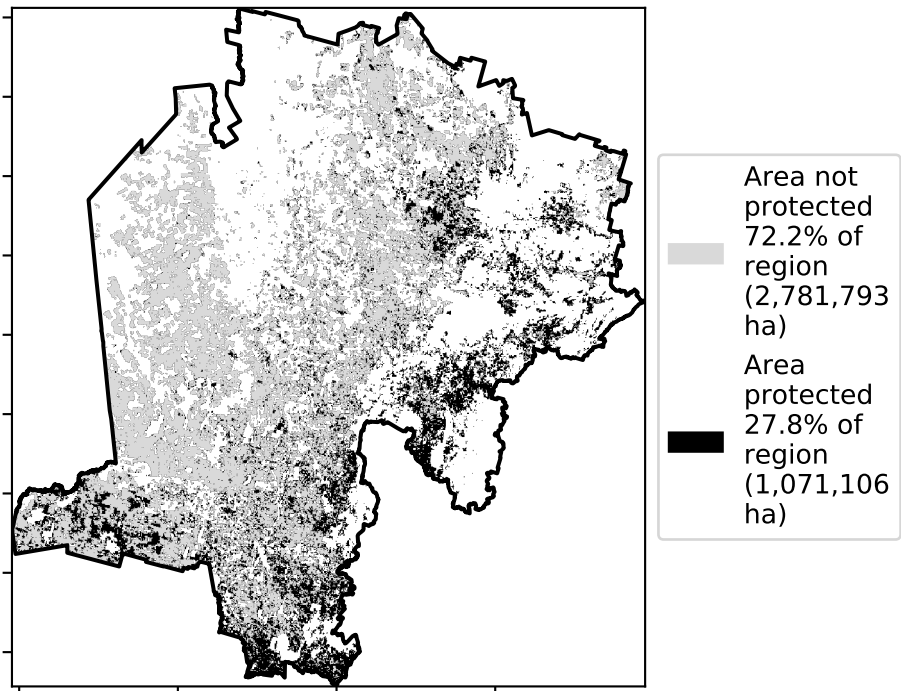 Area not
protected
72.2% of
region
(2,781,793
ha)
Area
protected
27.8% of
region
(1,071,106
ha)